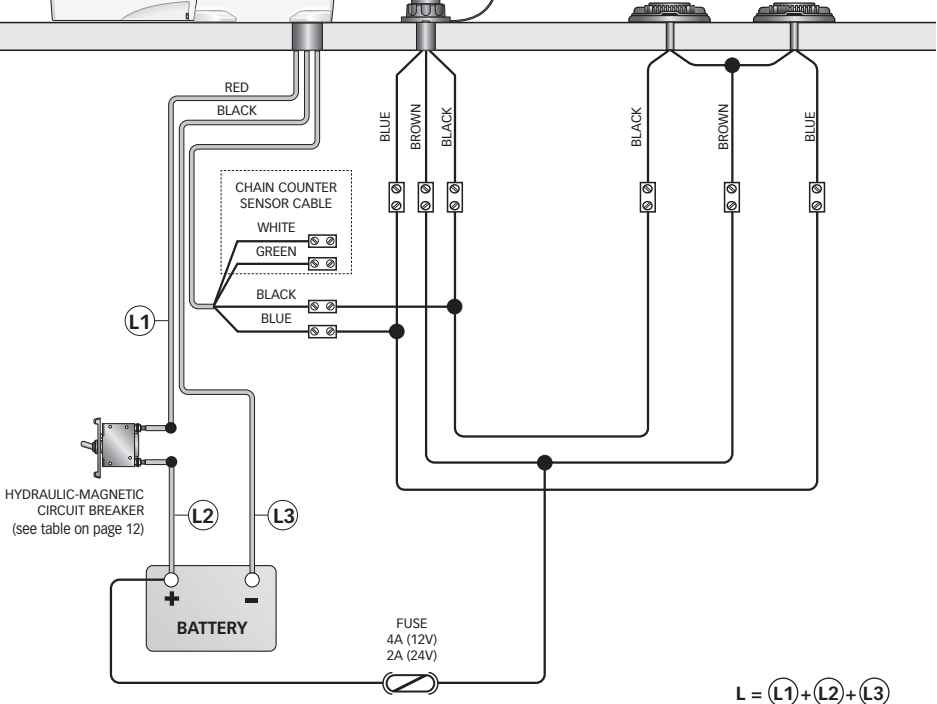 RED
BLACK
BLUE
BROWN
BLACK
BLACK
BROWN
BLUE
CHAIN COUNTER
SENSOR CABLE
WHITE
GREEN
BLACK
BLUE
L1
HYDRAULIC-MAGNETIC
CIRCUIT BREAKER
(see table on page 12)
L2
L3
+ −
BATTERY
FUSE
4A (12V)
2A (24V)
L = L1 + L2 + L3